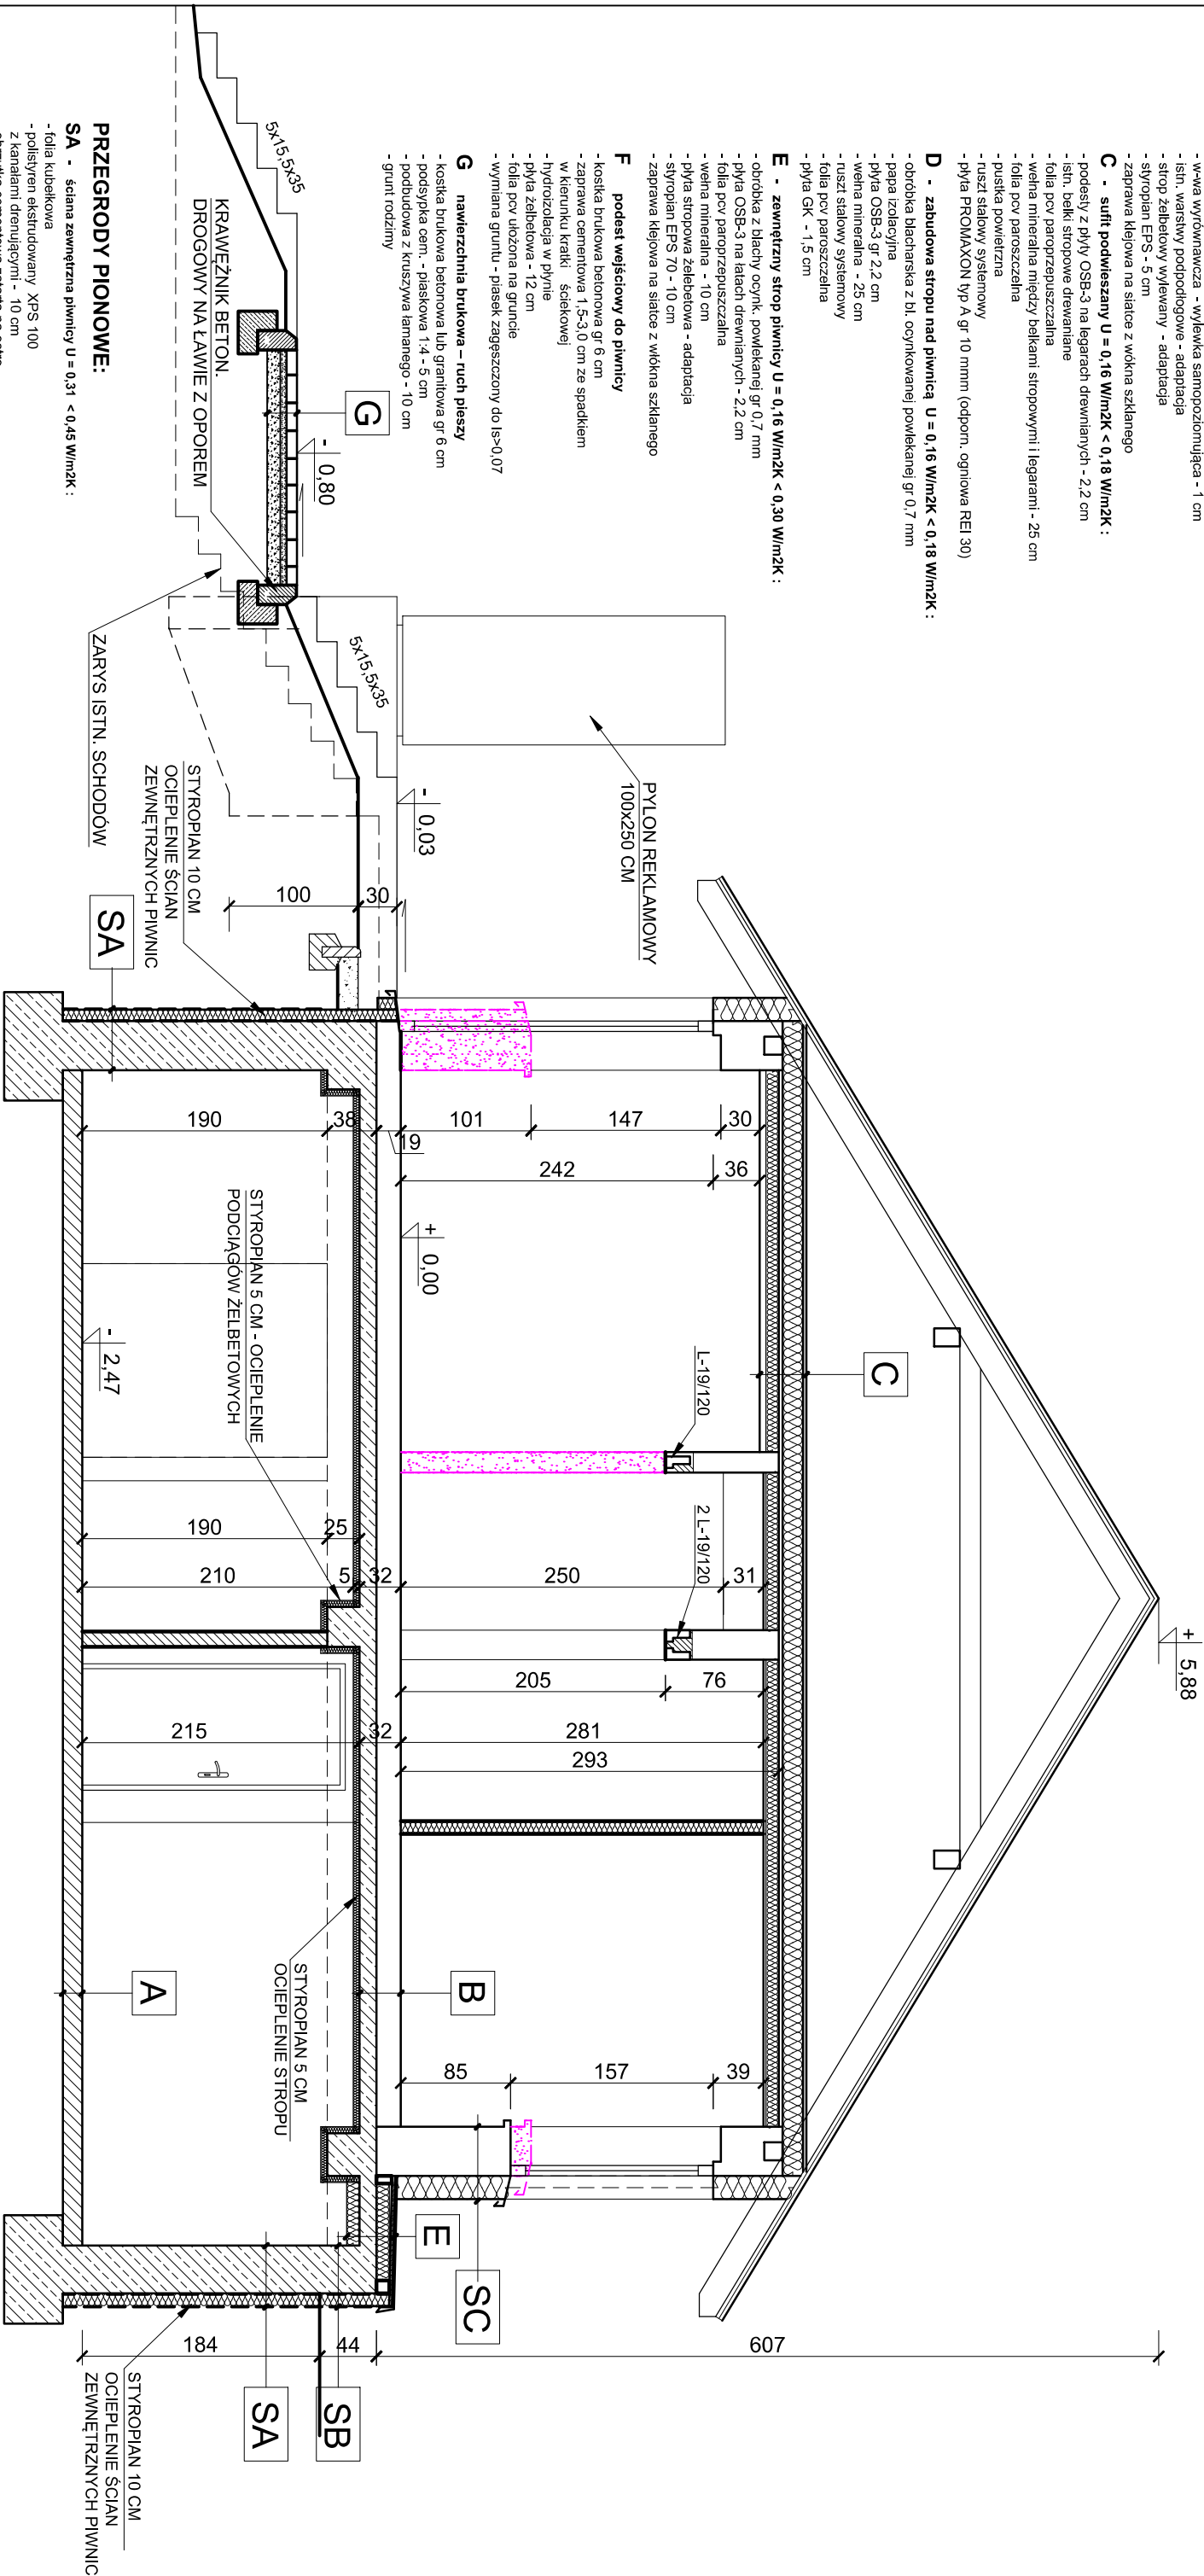 - w-wa wyrównawcza - wylewka samopoziomująca - 1 cm
- istn. warstwy podpodłogowe - adaptacja
- strop żelbetowy wylewany - adaptacja
- styropian EPS - 5 cm
- zaprawa klejowa na siatce z wókna szklanego
C - sufit podwieszany U = 0,16 W/m2K < 0,18 W/m2K :
- podesty z płyty OSB-3 na legarach drewnianych - 2,2 cm
- istn. belki stropowe drewaniane
- folia pcv paroprzepuszczalna
- wełna mineralna między belkami stropowymi i legarami - 25 cm
- folia pcv paroszczelna
- pustka powietrzna
- ruszt stalowy systemowy
- płyta PROMAXON typ A gr 10 mmm (odporn. ogniowa REI 30)
D - zabudowa stropu nad piwnicą U = 0,16 W/m2K < 0,18 W/m2K :
- obróbka blacharska z bl. ocynkowanej powlekanej gr 0,7 mm
- papa izolacyjna
- płyta OSB-3 gr 2,2 cm
- wełna mineralna - 25 cm
- ruszt stalowy systemowy
- folia pcv paroszczelna
- płyta GK - 1,5 cm
E - zewnętrzny strop piwnicy U = 0,16 W/m2K < 0,30 W/m2K :
- obróbka z blachy ocynk. powlekanej gr 0,7 mm
- płyta OSB-3 na łatach drewnianych - 2,2 cm
- folia pcv paroprzepuszczalna
- wełna mineralna - 10 cm
- płyta stropowa żelebetowa - adaptacja
- styropian EPS 70 - 10 cm
- zaprawa klejowa na siatce z włókna szklanego
F podest wejściowy do piwnicy
- kostka brukowa betonowa gr 6 cm
- zaprawa cementowa 1,5-3,0 cm ze spadkiem
w kierunku kratki ściekowej
- hydroizolacja w płynie
- płyta żelbetowa - 12 cm
- folia pcv ułożona na gruncie
- wymiana gruntu - piasek zagęszczony do Is>0,07
G nawierzchnia brukowa – ruch pieszy
- kostka brukowa betonowa lub granitowa gr 6 cm
- podsypka cem. - piaskowa 1:4 - 5 cm
- podbudowa z kruszywa łamanego - 10 cm
- grunt rodzimy
PRZEGRODY PIONOWE:
SA - ściana zewnętrzna piwnicy U = 0,31 < 0,45 W/m2K :
- folia kubełkowa
- polistyren ekstrudowany XPS 100
z kanałami drenującymi - 10 cm
5x15,5x35
KRAWĘŻNIK BETON.
DROGOWY NA ŁAWIE Z OPOREM
G
- 0,80
5x15,5x35
ZARYS ISTN. SCHODÓW
PYLON REKLAMOWY
100x250 CM
- 0,03
STYROPIAN 10 CM
OCIEPLENIE ŚCIAN
ZEWNĘTRZNYCH PIWNIC
100
30
SA
190
38
19
101
147
30
242
36
+ 0,00
- 2,47
STYROPIAN 5 CM - OCIEPLENIE
PODCIĄGÓW ŻELBETOWYCH
C
L-19/120
2 L-19/120
190
25
210
5
32
250
31
+ 5,88
205
76
215
32
281
293
A
B
STYROPIAN 5 CM
OCIEPLENIE STROPU
85
157
39
E
SC
184
44
607
SA
SB
STYROPIAN 10 CM
OCIEPLENIE ŚCIAN
ZEWNĘTRZNYCH PIWNIC